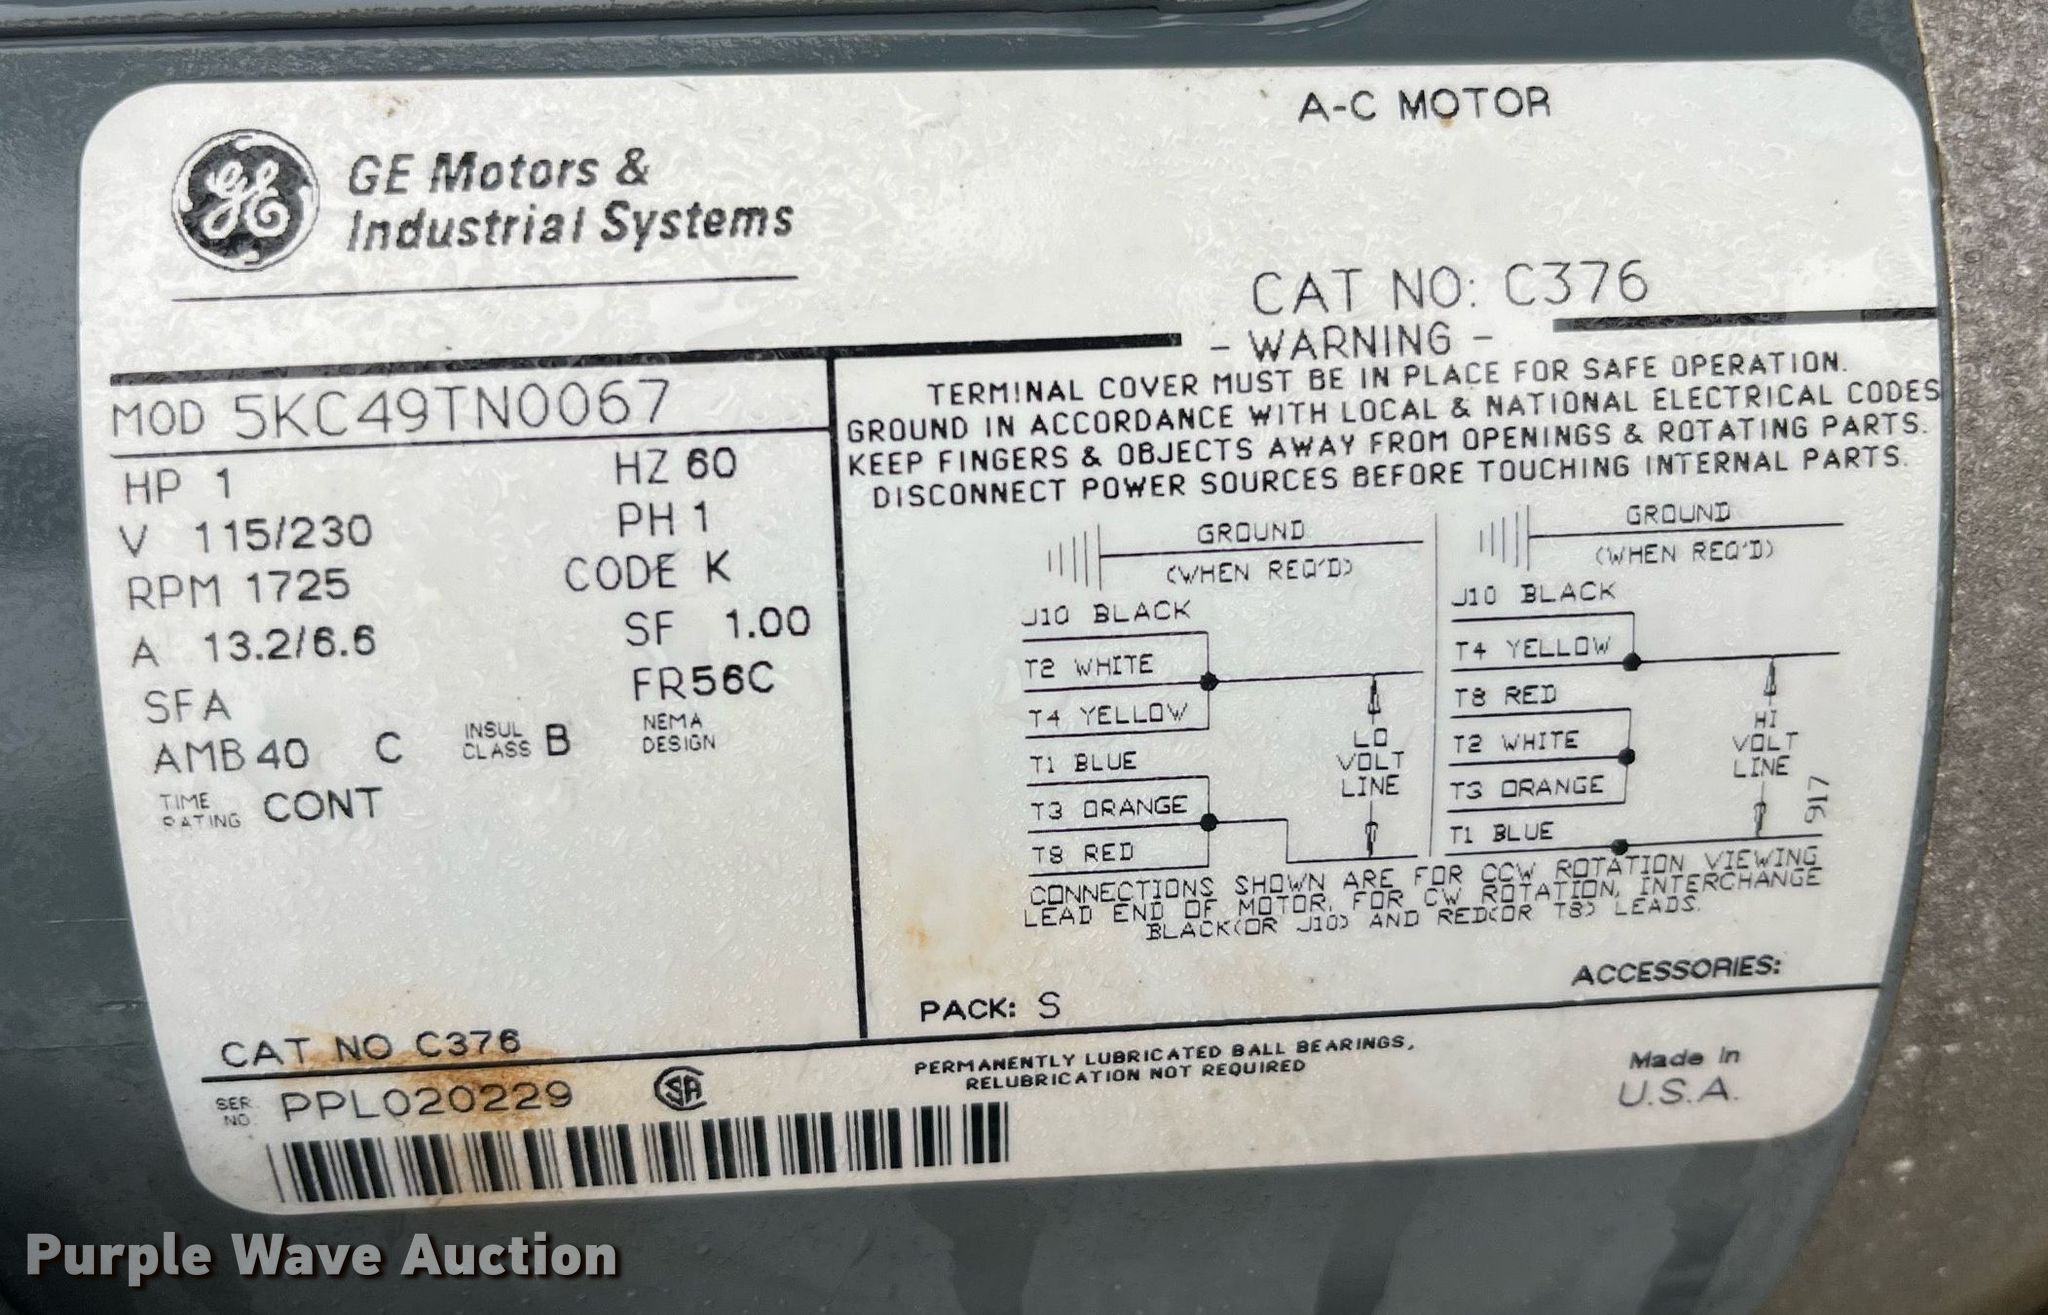 A-C MOTOR
GE
GE Motors &
Industrial Systems
CAT NO: C376
- WARNING -
TERMINAL COVER MUST BE IN PLACE FOR SAFE OPERATION.
GROUND IN ACCORDANCE WITH LOCAL & NATIONAL ELECTRICAL CODES
KEEP FINGERS & OBJECTS AWAY FROM OPENINGS & ROTATING PARTS.
DISCONNECT POWER SOURCES BEFORE TOUCHING INTERNAL PARTS.
MOD 5KC49TN0067
HP 1 HZ 60
V 115/230 PH 1
RPM 1725 CODE K
A 13.2/6.6 SF 1.00
SFA FR56C
AMB 40 C INSUL CLASS B NEMA DESIGN
TIME RATING CONT
GROUND
(WHEN REQ'D)
J10 BLACK
T2 WHITE
T4 YELLOW
T1 BLUE
T3 ORANGE
T8 RED
LO
VOLT
LINE
GROUND
(WHEN REQ'D)
J10 BLACK
T4 YELLOW
T8 RED
T2 WHITE
T3 ORANGE
T1 BLUE
HI
VOLT
LINE
917
CONNECTIONS SHOWN ARE FOR CCW ROTATION VIEWING
LEAD END OF MOTOR. FOR CW ROTATION, INTERCHANGE
BLACK(OR J10) AND RED(OR T8) LEADS.
ACCESSORIES:
PACK: S
CAT NO C376
SER NO. PPL020229 SA
PERMANENTLY LUBRICATED BALL BEARINGS,
RELUBRICATION NOT REQUIRED
Made in
U.S.A.
Purple Wave Auction